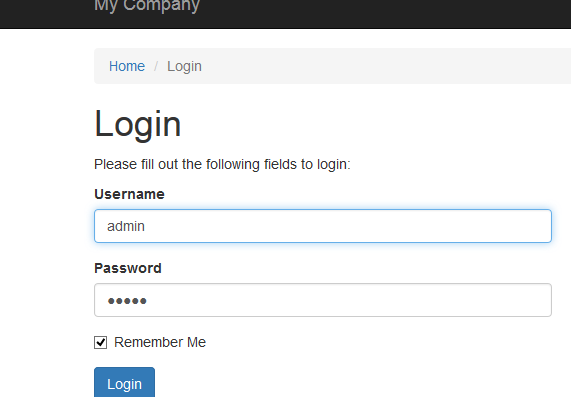 My Company
Home / Login
Login
Please fill out the following fields to login:
Username
admin
Password
•••••
Remember Me
Login